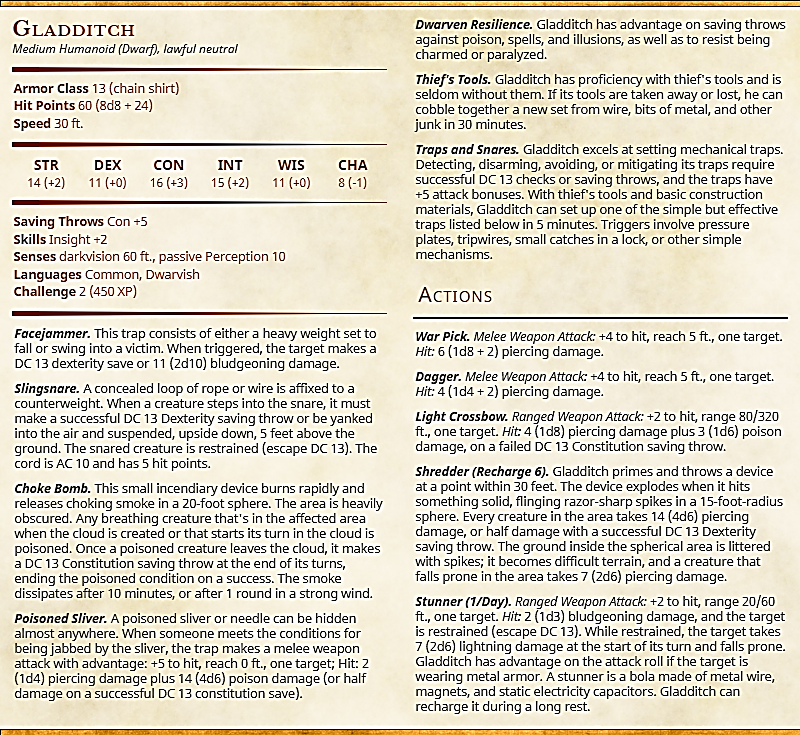 GLADDITCH
Medium Humanoid (Dwarf), lawful neutral
Armor Class 13 (chain shirt)
Hit Points 60 (8d8 + 24)
Speed 30 ft.
STR DEX CON INT WIS CHA
14 (+2) 11 (+0) 16 (+3) 15 (+2) 11 (+0) 8 (-1)
Saving Throws Con +5
Skills Insight +2
Senses darkvision 60 ft., passive Perception 10
Languages Common, Dwarvish
Challenge 2 (450 XP)
Facejammer. This trap consists of either a heavy weight set to
fall or swing into a victim. When triggered, the target makes a
DC 13 dexterity save or 11 (2d10) bludgeoning damage.
Slingsnare. A concealed loop of rope or wire is affixed to a
counterweight. When a creature steps into the snare, it must
make a successful DC 13 Dexterity saving throw or be yanked
into the air and suspended, upside down, 5 feet above the
ground. The snared creature is restrained (escape DC 13). The
cord is AC 10 and has 5 hit points.
Choke Bomb. This small incendiary device burns rapidly and
releases choking smoke in a 20-foot sphere. The area is heavily
obscured. Any breathing creature that's in the affected area
when the cloud is created or that starts its turn in the cloud is
poisoned. Once a poisoned creature leaves the cloud, it makes
a DC 13 Constitution saving throw at the end of its turns,
ending the poisoned condition on a success. The smoke
dissipates after 10 minutes, or after 1 round in a strong wind.
Poisoned Sliver. A poisoned sliver or needle can be hidden
almost anywhere. When someone meets the conditions for
being jabbed by the sliver, the trap makes a melee weapon
attack with advantage: +5 to hit, reach 0 ft., one target; Hit: 2
(1d4) piercing damage plus 14 (4d6) poison damage (or half
damage on a successful DC 13 constitution save).
Dwarven Resilience. Gladditch has advantage on saving throws
against poison, spells, and illusions, as well as to resist being
charmed or paralyzed.
Thief's Tools. Gladditch has proficiency with thief's tools and is
seldom without them. If its tools are taken away or lost, he can
cobble together a new set from wire, bits of metal, and other
junk in 30 minutes.
Traps and Snares. Gladditch excels at setting mechanical traps.
Detecting, disarming, avoiding, or mitigating its traps require
successful DC 13 checks or saving throws, and the traps have
+5 attack bonuses. With thief's tools and basic construction
materials, Gladditch can set up one of the simple but effective
traps listed below in 5 minutes. Triggers involve pressure
plates, tripwires, small catches in a lock, or other simple
mechanisms.
ACTIONS
War Pick. Melee Weapon Attack: +4 to hit, reach 5 ft., one target.
Hit: 6 (1d8 + 2) piercing damage.
Dagger. Melee Weapon Attack: +4 to hit, reach 5 ft., one target.
Hit: 4 (1d4 + 2) piercing damage.
Light Crossbow. Ranged Weapon Attack: +2 to hit, range 80/320
ft., one target. Hit: 4 (1d8) piercing damage plus 3 (1d6) poison
damage, on a failed DC 13 Constitution saving throw.
Shredder (Recharge 6). Gladditch primes and throws a device
at a point within 30 feet. The device explodes when it hits
something solid, flinging razor-sharp spikes in a 15-foot-radius
sphere. Every creature in the area takes 14 (4d6) piercing
damage, or half damage with a successful DC 13 Dexterity
saving throw. The ground inside the spherical area is littered
with spikes; it becomes difficult terrain, and a creature that
falls prone in the area takes 7 (2d6) piercing damage.
Stunner (1/Day). Ranged Weapon Attack: +2 to hit, range 20/60
ft., one target. Hit: 2 (1d3) bludgeoning damage, and the target
is restrained (escape DC 13). While restrained, the target takes
7 (2d6) lightning damage at the start of its turn and falls prone.
Gladditch has advantage on the attack roll if the target is
wearing metal armor. A stunner is a bola made of metal wire,
magnets, and static electricity capacitors. Gladditch can
recharge it during a long rest.